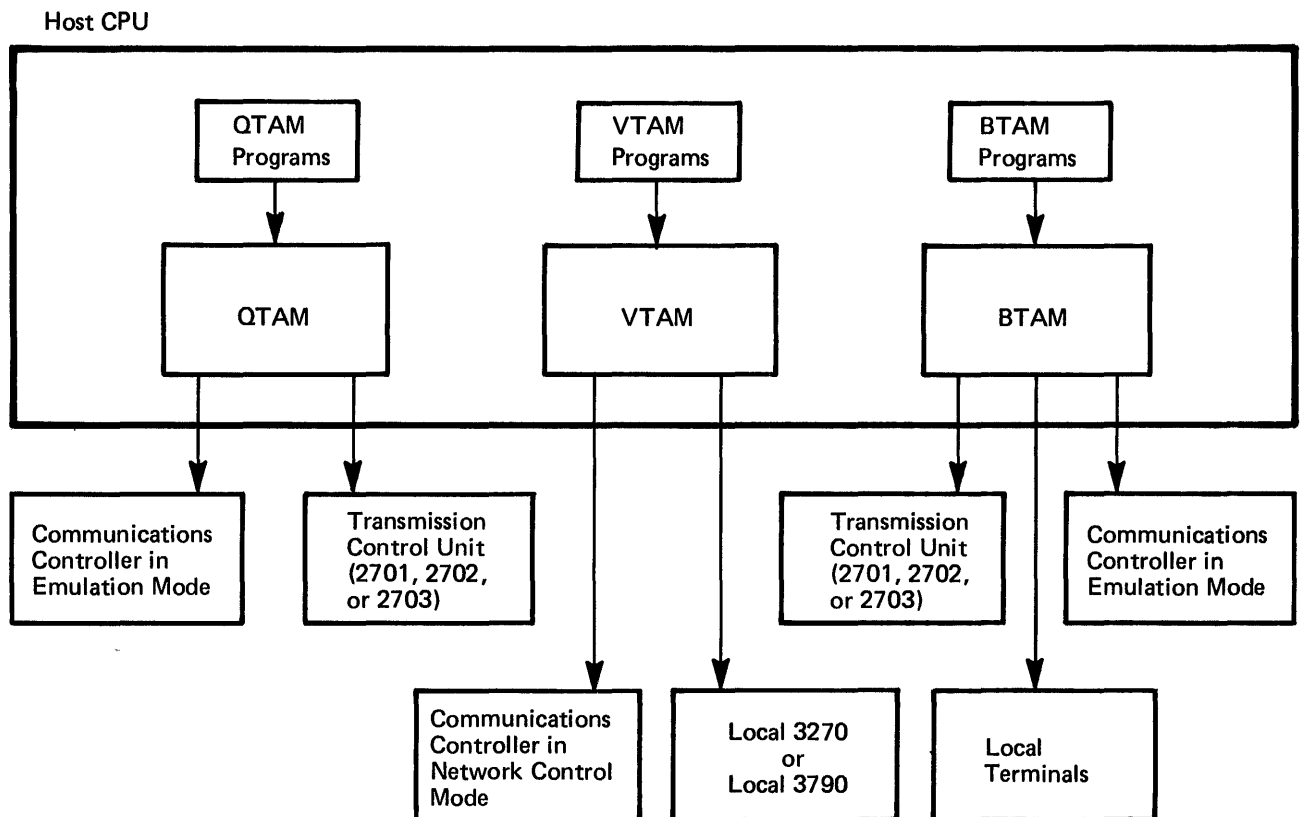 Host CPU
QTAM
Programs
VTAM
Programs
BTAM
Programs
QTAM
VTAM
BTAM
Communications
Controller in
Emulation Mode
Transmission
Control Unit
(2701, 2702,
or 2703)
Transmission
Control Unit
(2701, 2702,
or 2703)
Communications
Controller in
Emulation Mode
Communications
Controller in
Network Control
Mode
Local 3270
or
Local 3790
Local
Terminals